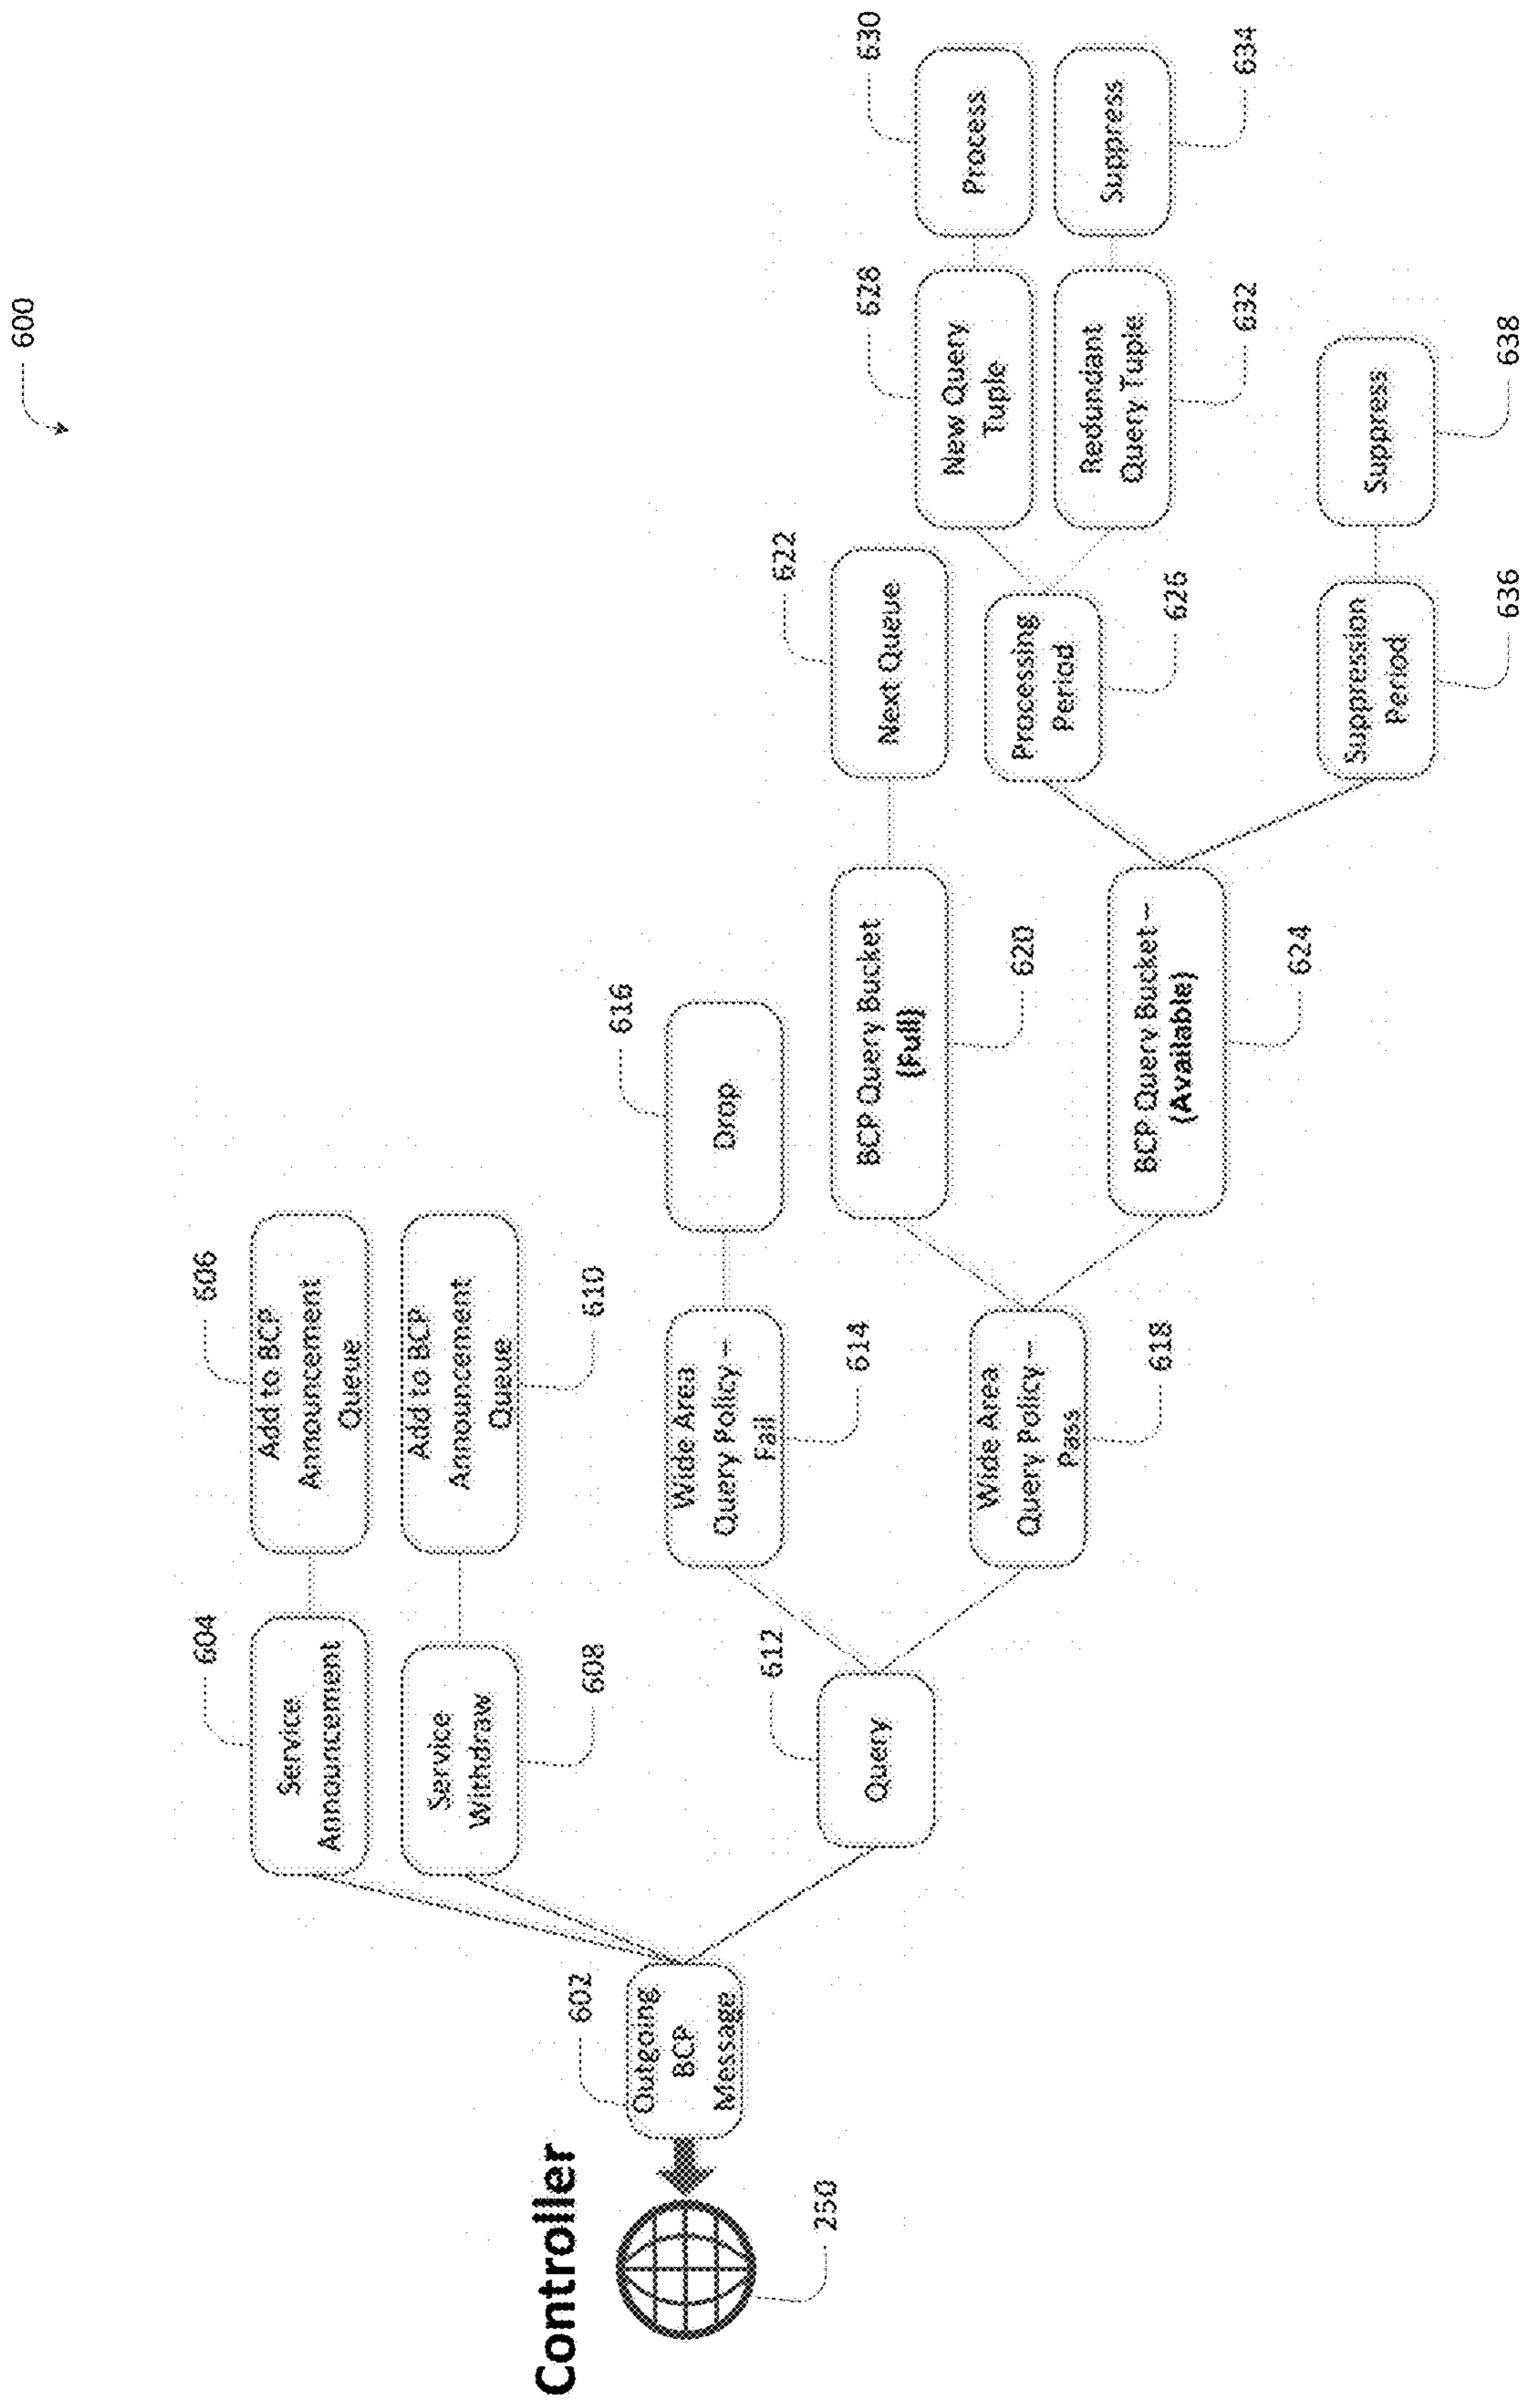 600
Controller
250
602
Outgoing
BCP
Message
604
Service
Announcement
606
Add to BCP
Announcement
Queue
608
Service
Withdraw
610
Add to BCP
Announcement
Queue
612
Query
614
Wide Area
Query Policy –
Fail
616
Drop
618
Wide Area
Query Policy –
Pass
620
BCP Query Bucket
(Full)
622
Next Queue
624
BCP Query Bucket –
(Available)
626
Processing
Period
628
New Query
Tuple
630
Process
632
Redundant
Query Tuple
634
Suppress
636
Suppression
Period
638
Suppress